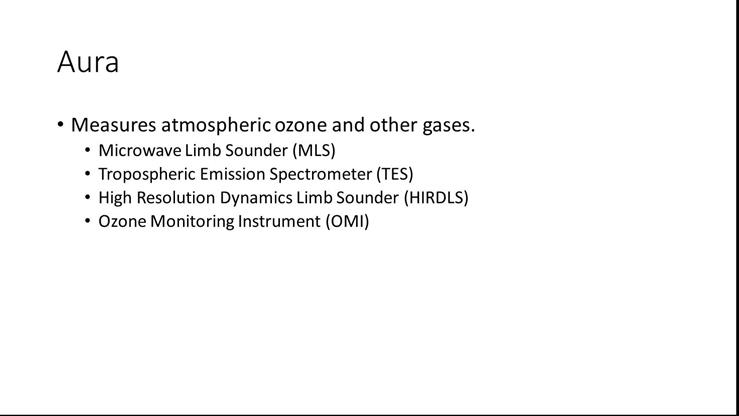 Aura
• Measures atmospheric ozone and other gases.
• Microwave Limb Sounder (MLS)
• Tropospheric Emission Spectrometer (TES)
• High Resolution Dynamics Limb Sounder (HIRDLS)
• Ozone Monitoring Instrument (OMI)